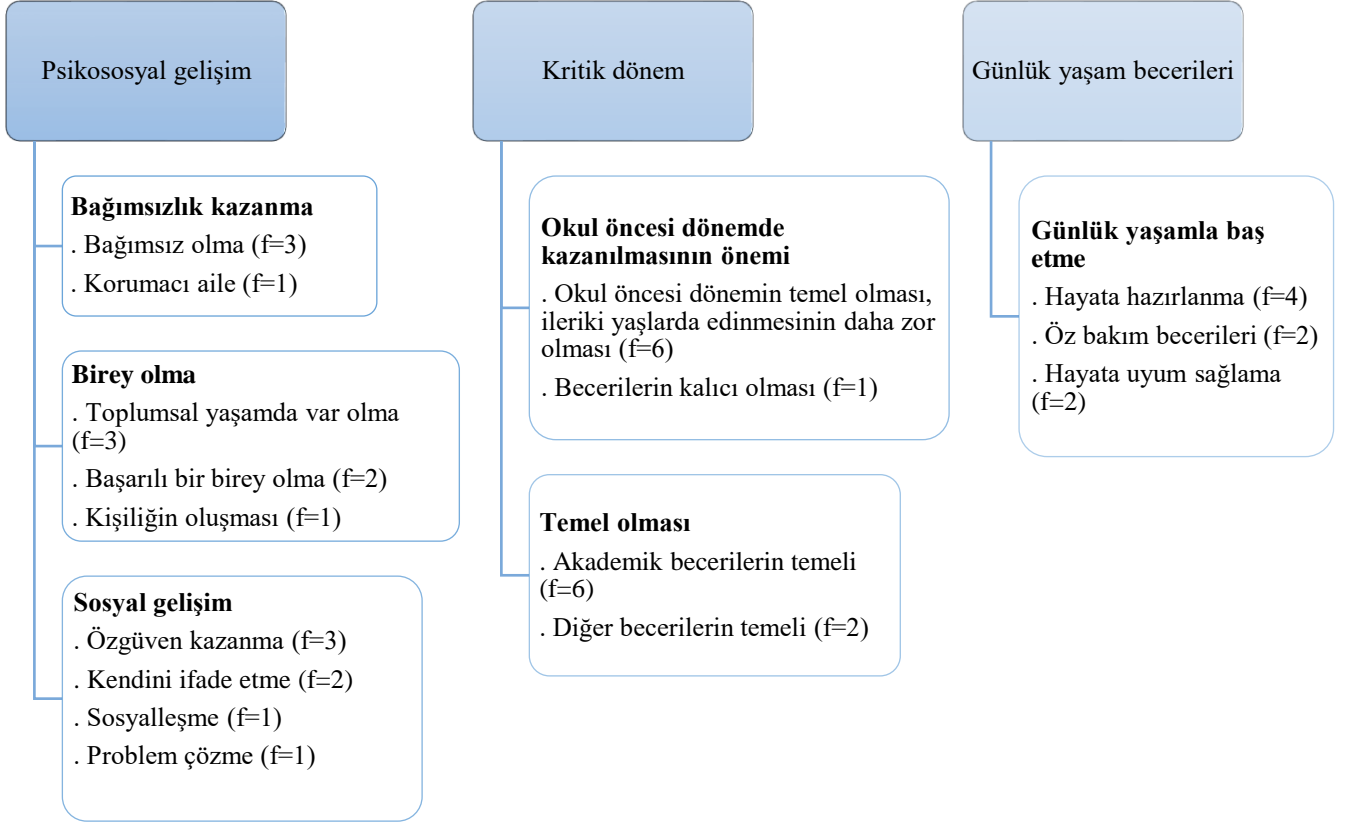 Psikososyal gelişim
Bağımsızlık kazanma
. Bağımsız olma (f=3)
. Korumacı aile (f=1)
Birey olma
. Toplumsal yaşamda var olma
(f=3)
. Başarılı bir birey olma (f=2)
. Kişiliğin oluşması (f=1)
Sosyal gelişim
. Özgüven kazanma (f=3)
. Kendini ifade etme (f=2)
. Sosyalleşme (f=1)
. Problem çözme (f=1)
Kritik dönem
Okul öncesi dönemde
kazanılmasının önemi
. Okul öncesi dönemin temel olması,
ileriki yaşlarda edinmesinin daha zor
olması (f=6)
. Becerilerin kalıcı olması (f=1)
Temel olması
. Akademik becerilerin temeli
(f=6)
. Diğer becerilerin temeli (f=2)
Günlük yaşam becerileri
Günlük yaşamla baş
etme
. Hayata hazırlanma (f=4)
. Öz bakım becerileri (f=2)
. Hayata uyum sağlama
(f=2)